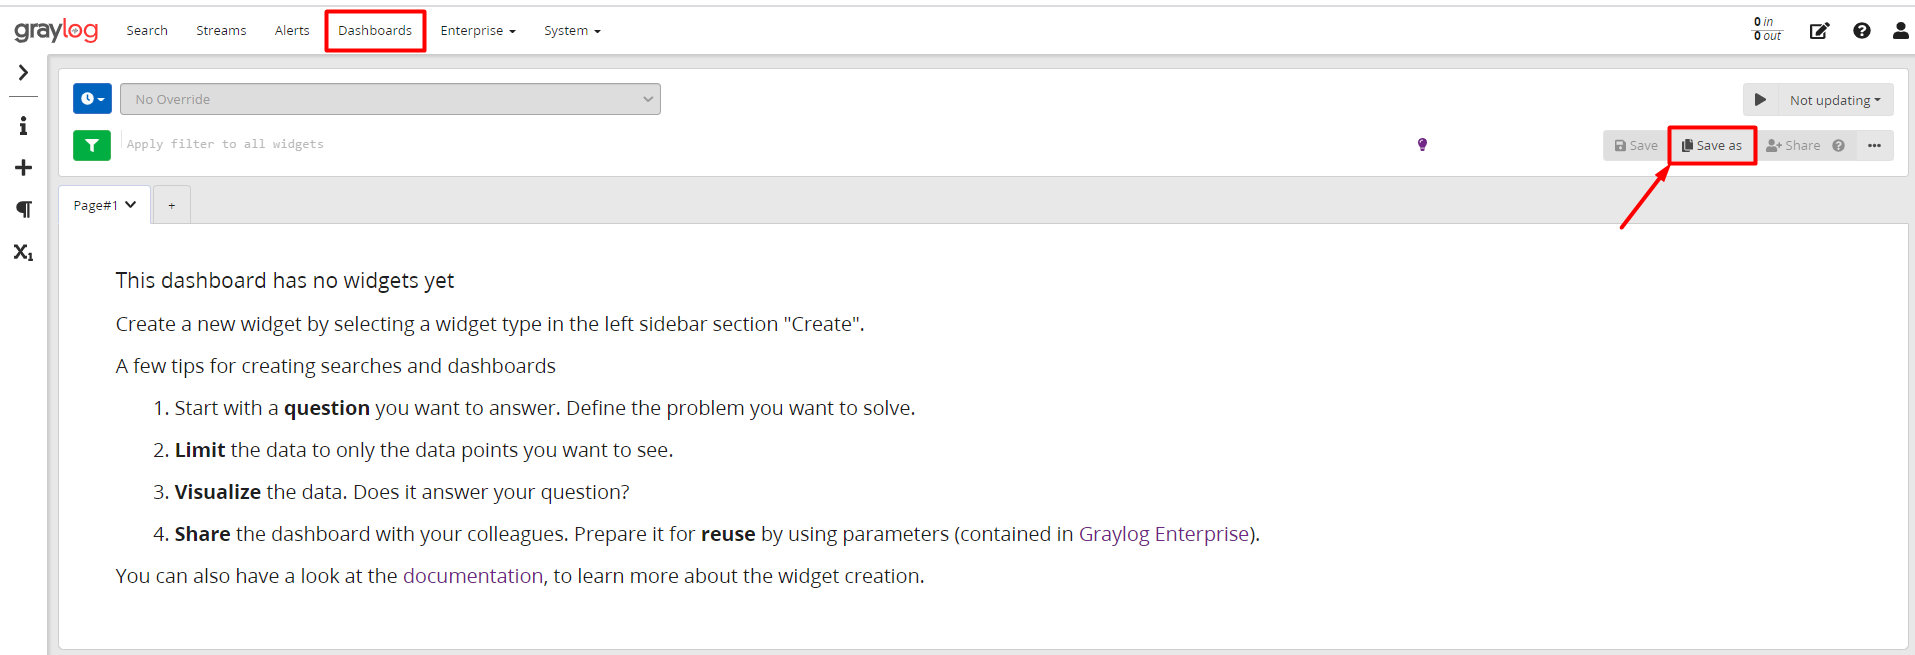 graylog Search Streams Alerts Dashboards Enterprise System 0 in
0 out
No Override Not updating
Apply filter to all widgets Save Save as Share
Page#1 +
This dashboard has no widgets yet
Create a new widget by selecting a widget type in the left sidebar section "Create".
A few tips for creating searches and dashboards
1. Start with a question you want to answer. Define the problem you want to solve.
2. Limit the data to only the data points you want to see.
3. Visualize the data. Does it answer your question?
4. Share the dashboard with your colleagues. Prepare it for reuse by using parameters (contained in Graylog Enterprise).
You can also have a look at the documentation, to learn more about the widget creation.
X₁